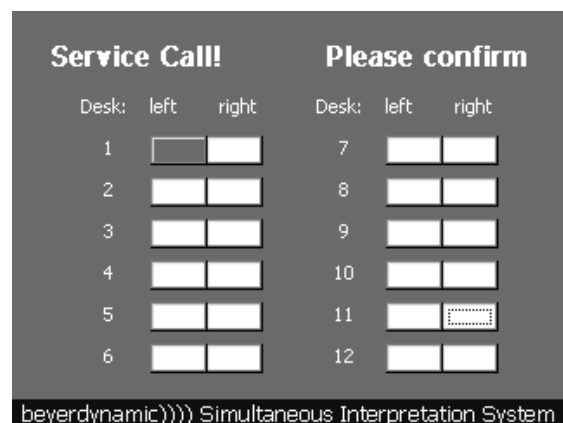 Service Call! Please confirm
Desk: left right Desk: left right
1 7
2 8
3 9
4 10
5 11
6 12
beyerdynamic)))) Simultaneous Interpretation System